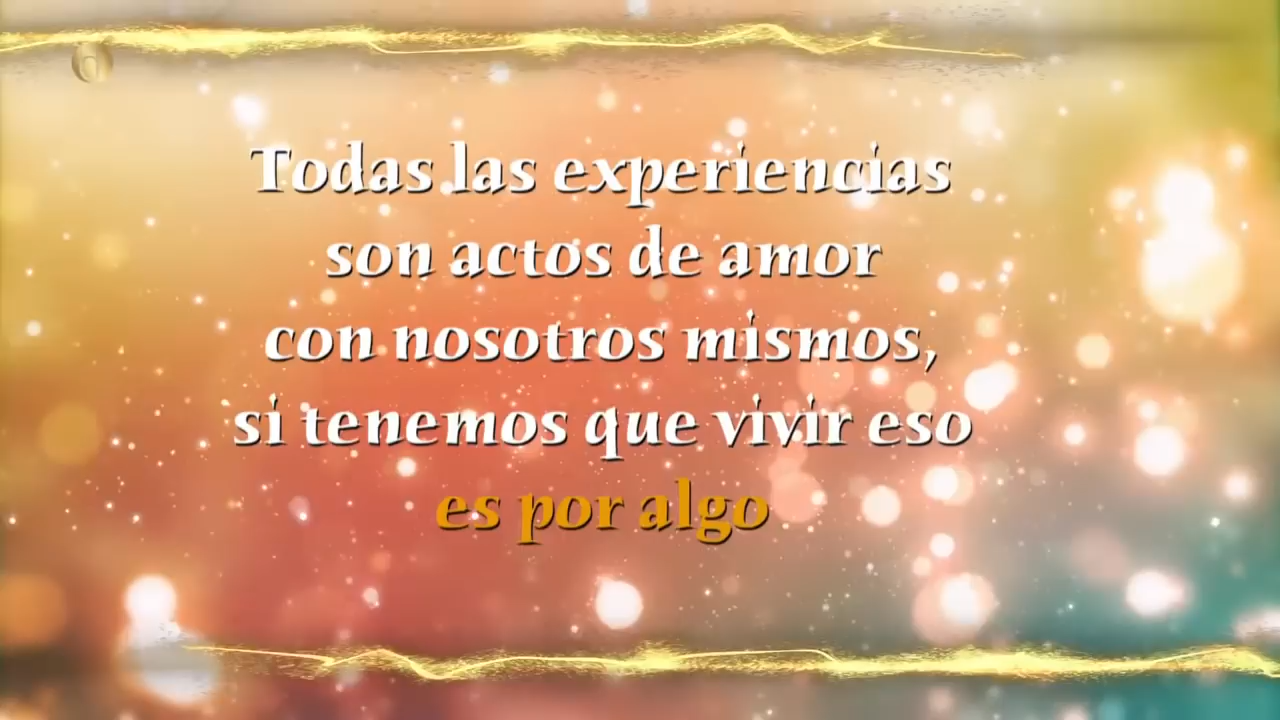 Todas las experiencias
son actos de amor
con nosotros mismos,
si tenemos que vivir eso
es por algo